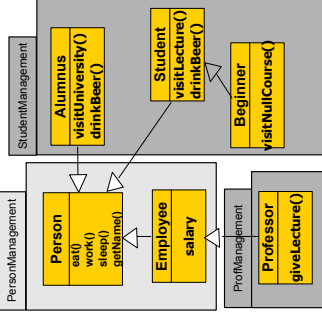 PersonManagement
Person
eat()
work()
sleep()
getName()
Employee
salary
ProfManagement
Professor
giveLecture()
StudentManagement
Alumnus
visitUniversity()
drinkBeer()
Student
visitLecture()
drinkBeer()
Beginner
visitNullCourse()